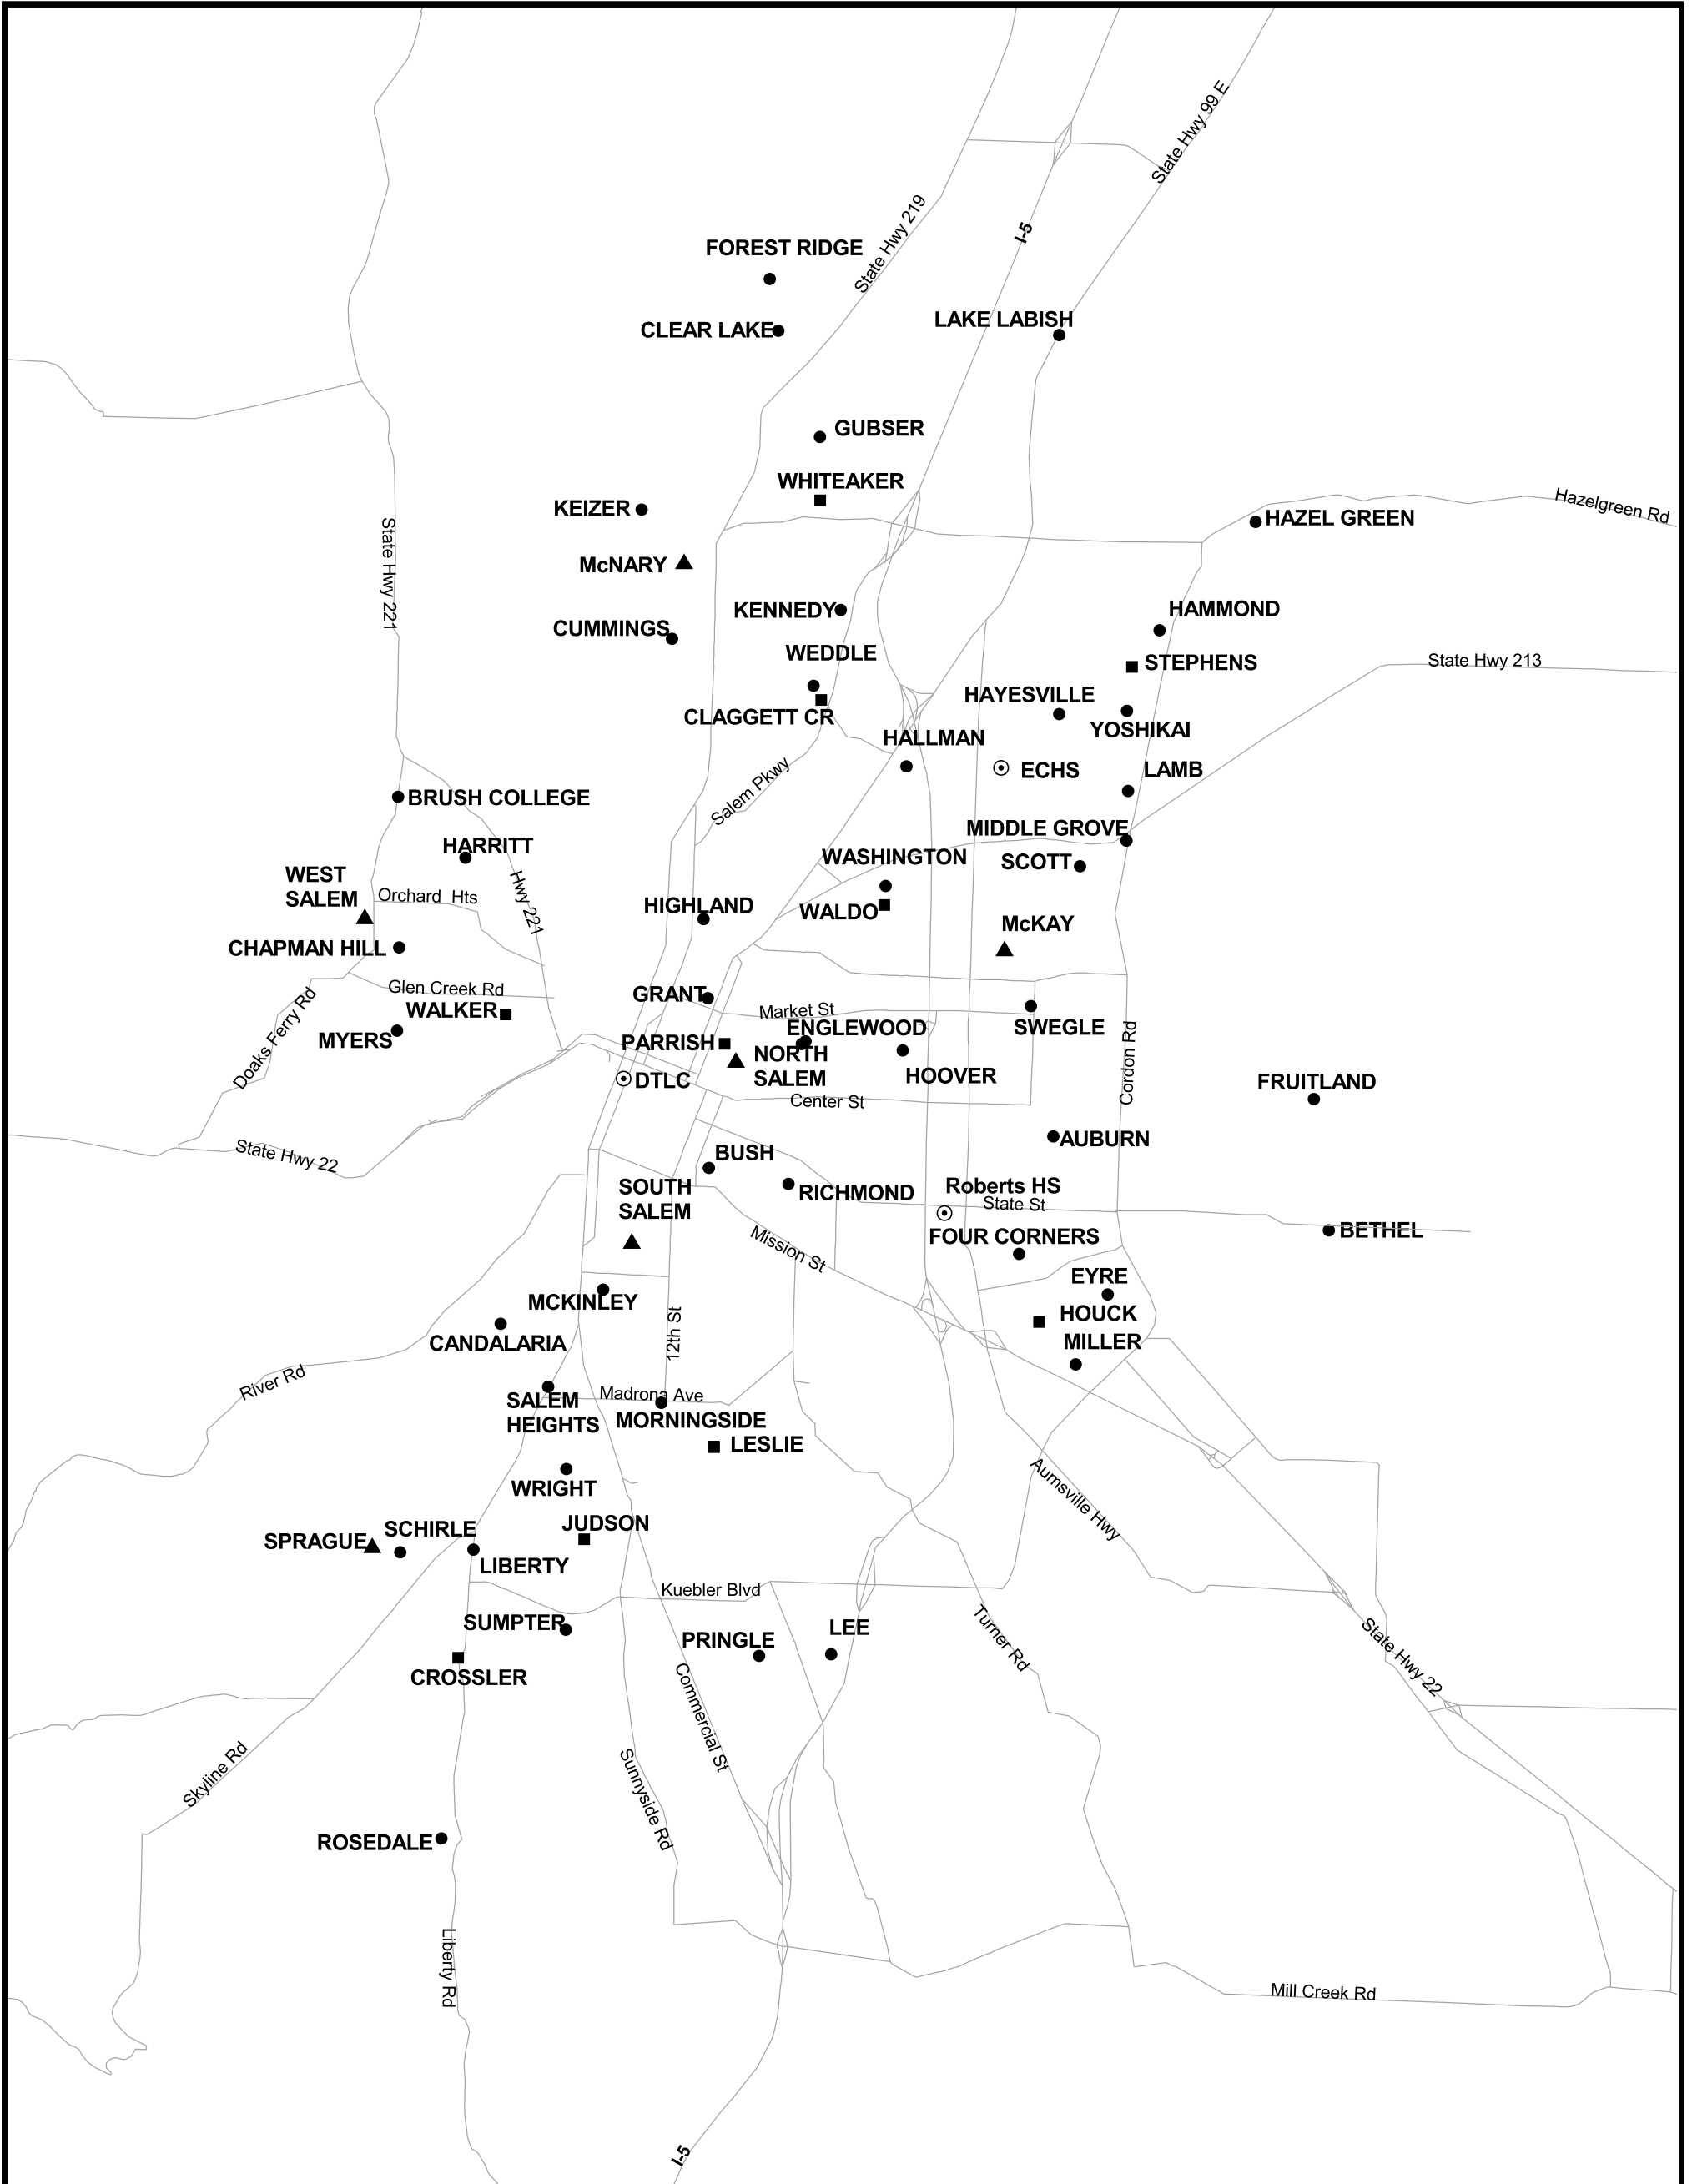 State Hwy 99 E
State Hwy 219
I-5
FOREST RIDGE
CLEAR LAKE
LAKE LABISH
GUBSER
WHITEAKER
KEIZER
Hazelgreen Rd
HAZEL GREEN
State Hwy 221
McNARY
KENNEDY
HAMMOND
CUMMINGS
WEDDLE
STEPHENS
State Hwy 213
HAYESVILLE
CLAGGETT CR
YOSHIKAI
HALLMAN
ECHS
LAMB
Salem Pkwy
BRUSH COLLEGE
MIDDLE GROVE
HARRITT
WASHINGTON
SCOTT
WEST
SALEM
Orchard Hts
Hwy 221
HIGHLAND
WALDO
McKAY
CHAPMAN HILL
Glen Creek Rd
GRANT
WALKER
Market St
Doaks Ferry Rd
MYERS
ENGLEWOOD
SWEGLE
PARRISH
NORTH
SALEM
HOOVER
Cordon Rd
DTLC
FRUITLAND
Center St
AUBURN
State Hwy 22
BUSH
SOUTH
SALEM
RICHMOND
Roberts HS
State St
FOUR CORNERS
BETHEL
Mission St
EYRE
MCKINLEY
HOUCK
CANDALARIA
12th St
MILLER
River Rd
SALEM
HEIGHTS
Madrona Ave
MORNINGSIDE
LESLIE
WRIGHT
Aumsville Hwy
JUDSON
SPRAGUE
SCHIRLE
LIBERTY
Kuebler Blvd
SUMPTER
PRINGLE
LEE
Turner Rd
State Hwy 22
CROSSLER
Commercial St
Skyline Rd
Sunnyside Rd
ROSEDALE
Liberty Rd
Mill Creek Rd
I-5